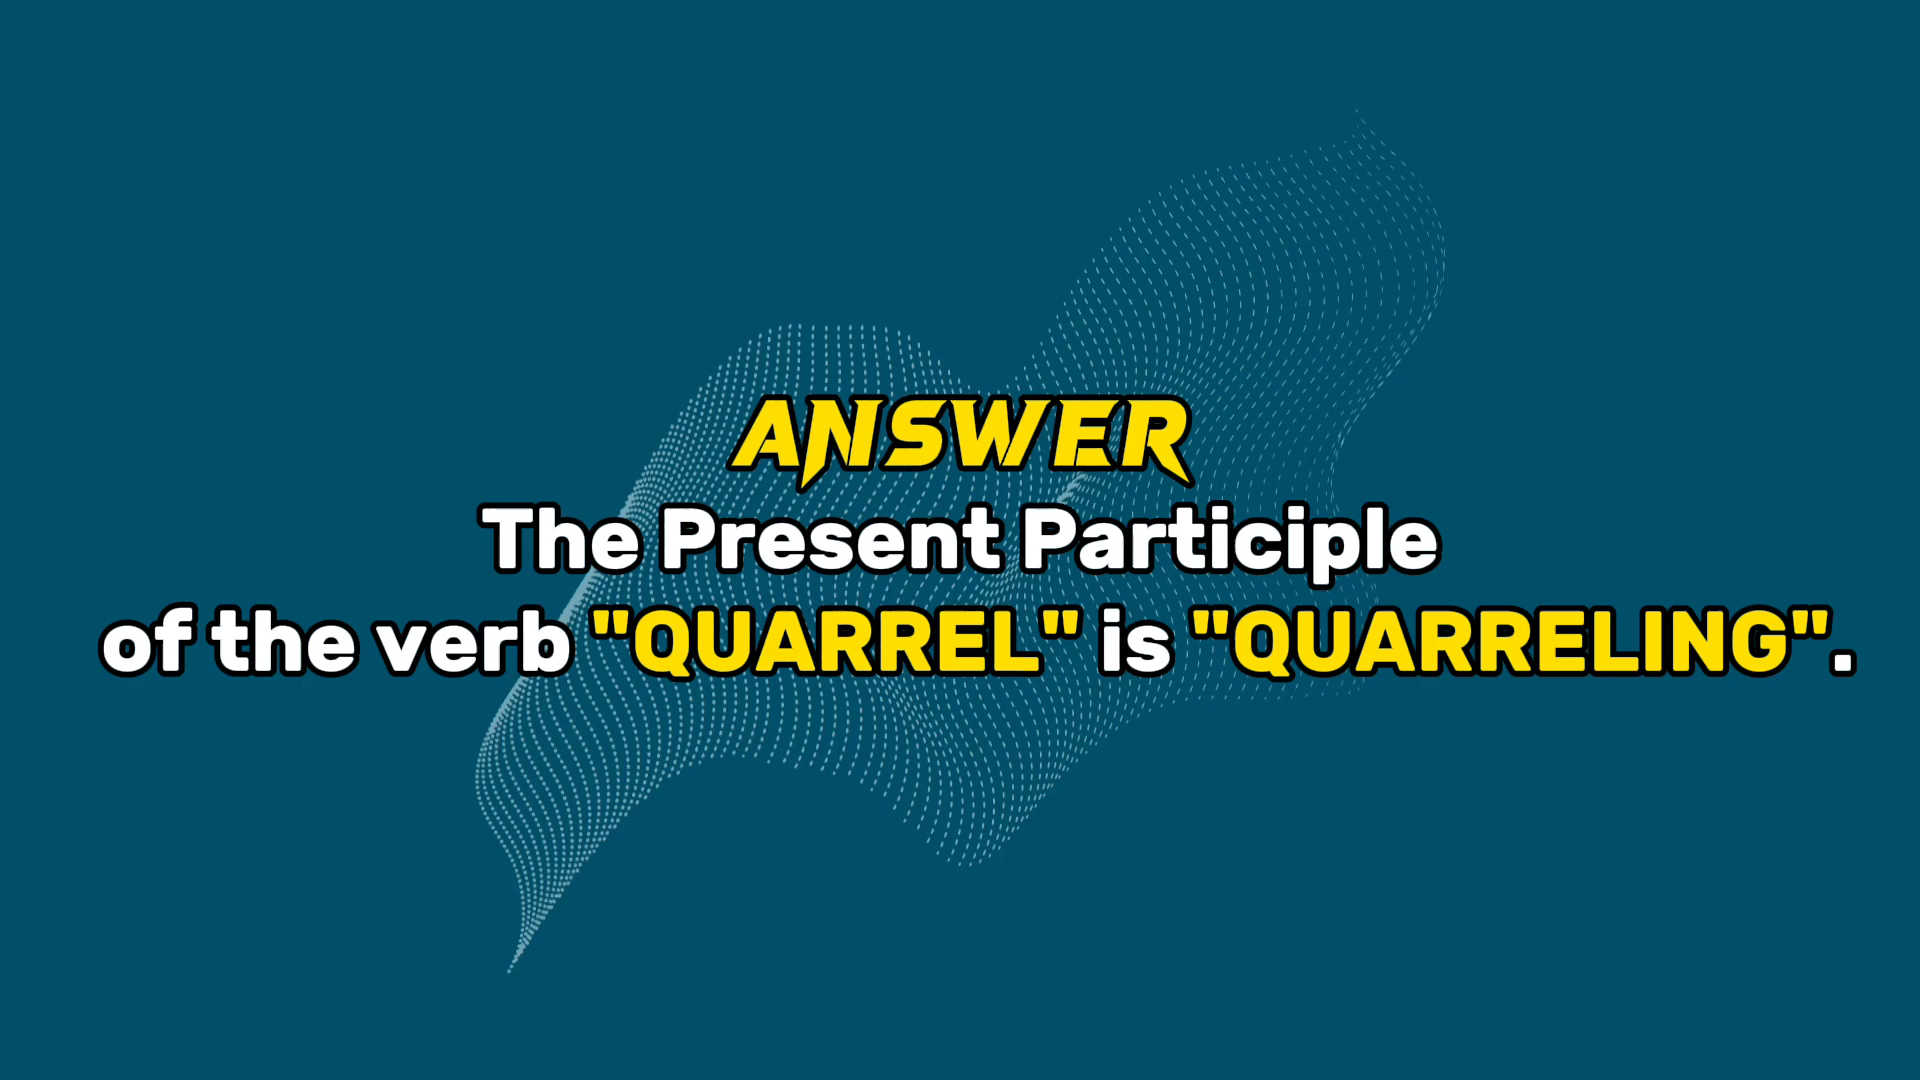 ANSWER
The Present Participle
of the verb "QUARREL" is "QUARRELING".